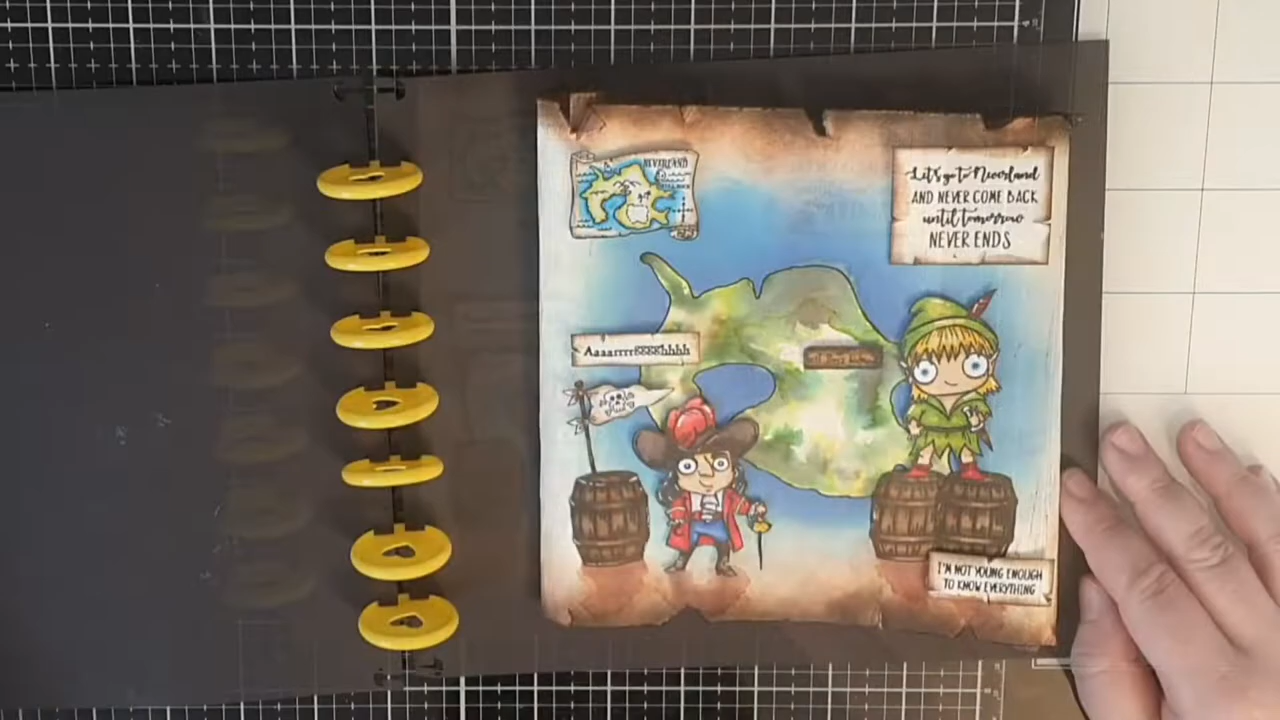 NEVERLAND
Let's go to Neverland
AND NEVER COME BACK
until tomorrow
NEVER ENDS
Aaaarrrrggggghhhh
I'M NOT YOUNG ENOUGH
TO KNOW EVERYTHING